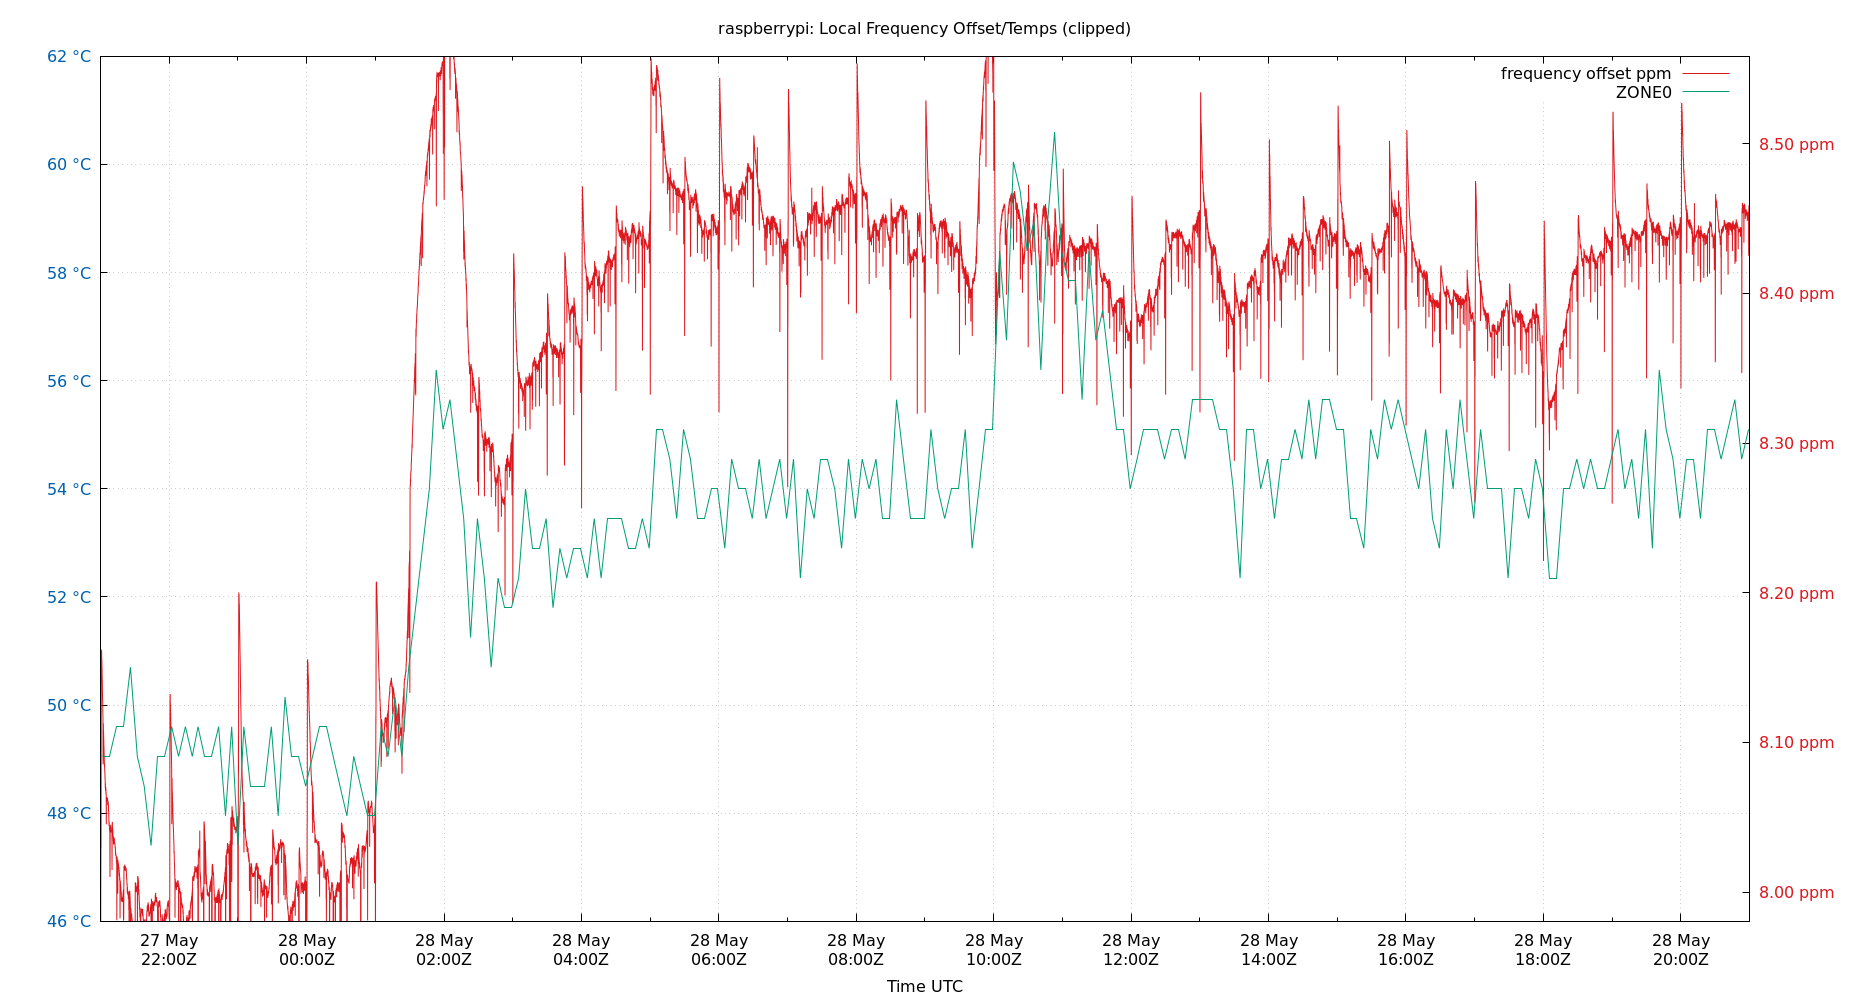 raspberrypi: Local Frequency Offset/Temps (clipped)
frequency offset ppm
ZONE0
62 °C
60 °C
58 °C
56 °C
54 °C
52 °C
50 °C
48 °C
46 °C
8.50 ppm
8.40 ppm
8.30 ppm
8.20 ppm
8.10 ppm
8.00 ppm
27 May 28 May 28 May 28 May 28 May 28 May 28 May 28 May 28 May 28 May 28 May 28 May
22:00Z 00:00Z 02:00Z 04:00Z 06:00Z 08:00Z 10:00Z 12:00Z 14:00Z 16:00Z 18:00Z 20:00Z
Time UTC